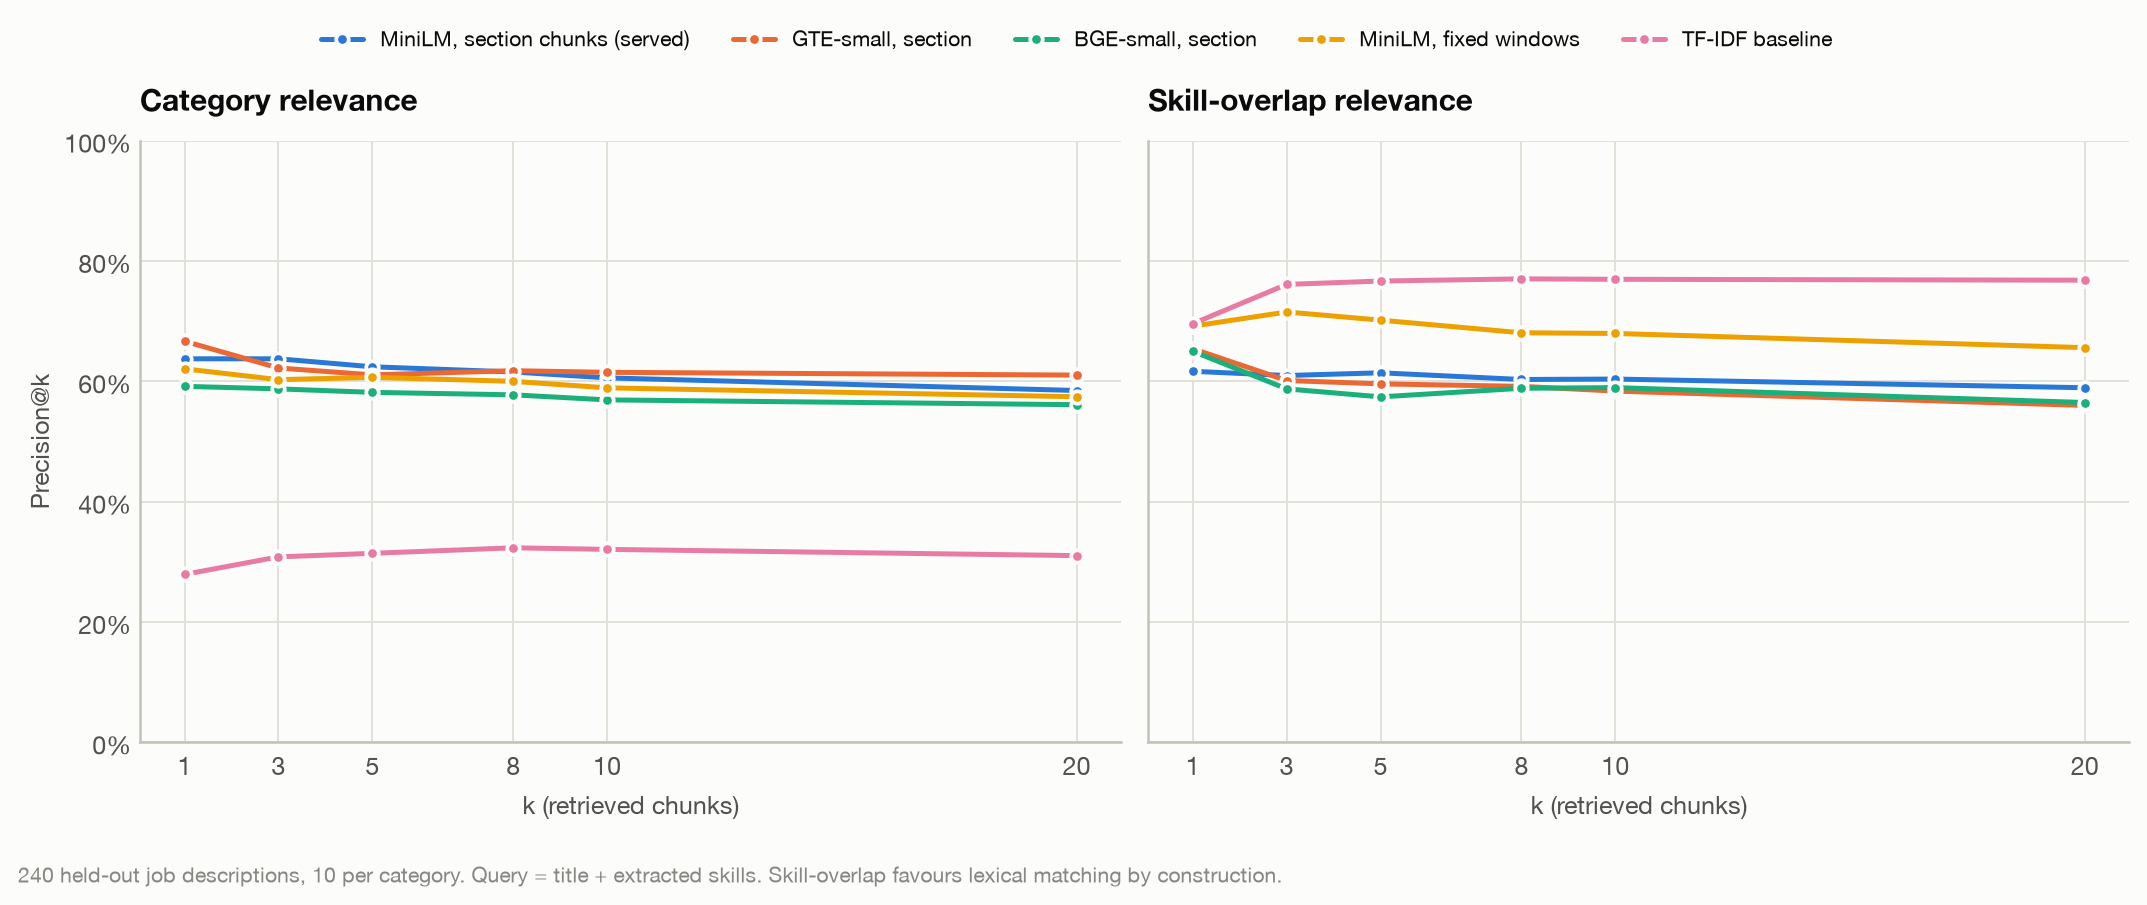 MiniLM, section chunks (served) GTE-small, section BGE-small, section MiniLM, fixed windows TF-IDF baseline
Category relevance
Skill-overlap relevance
Precision@k
100%
80%
60%
40%
20%
0%
1 3 5 8 10 20
k (retrieved chunks)
1 3 5 8 10 20
k (retrieved chunks)
240 held-out job descriptions, 10 per category. Query = title + extracted skills. Skill-overlap favours lexical matching by construction.